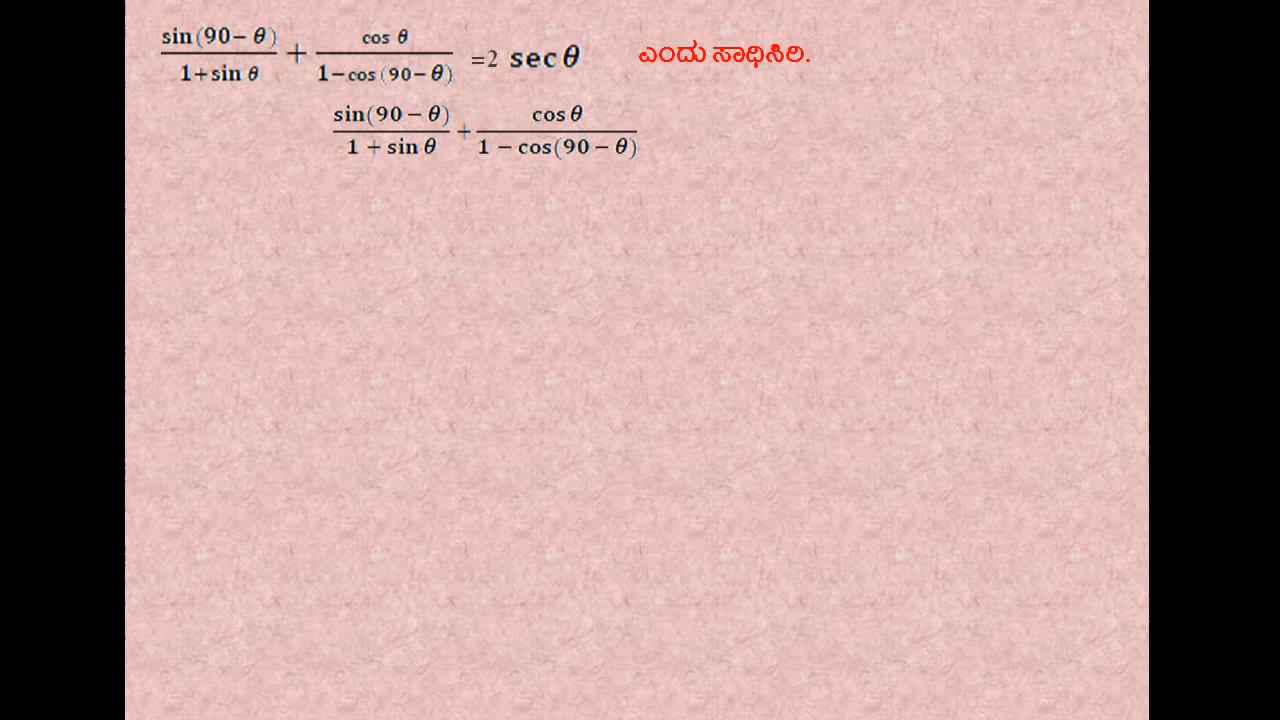 sin(90− θ)/1+sin θ + cos θ/1−cos(90−θ) =2 sec θ ಎಂದು ಸಾಧಿಸಿರಿ.
sin(90 − θ)/1 + sin θ + cos θ/1 − cos(90 − θ)